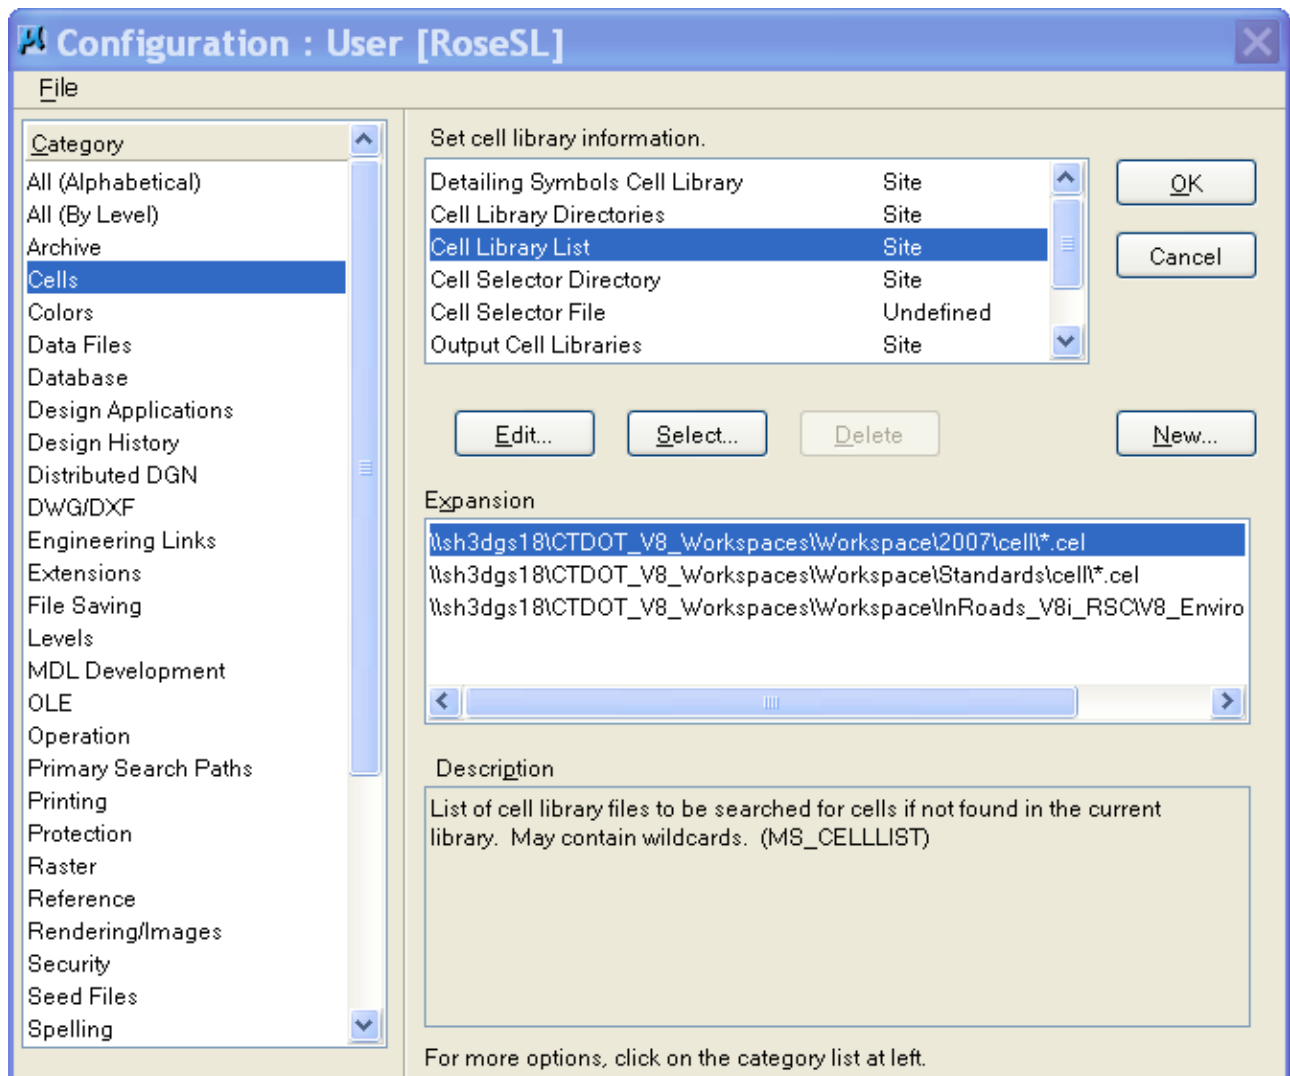 Configuration : User [RoseSL]
File
Category
All (Alphabetical)
All (By Level)
Archive
Cells
Colors
Data Files
Database
Design Applications
Design History
Distributed DGN
DWG/DXF
Engineering Links
Extensions
File Saving
Levels
MDL Development
OLE
Operation
Primary Search Paths
Printing
Protection
Raster
Reference
Rendering/Images
Security
Seed Files
Spelling
Set cell library information.
Detailing Symbols Cell Library Site
Cell Library Directories Site
Cell Library List Site
Cell Selector Directory Site
Cell Selector File Undefined
Output Cell Libraries Site
OK
Cancel
Edit... Select... Delete New...
Expansion
\\sh3dgs18\CTDOT_V8_Workspaces\Workspace\2007\cell\*.cel
\\sh3dgs18\CTDOT_V8_Workspaces\Workspace\Standards\cell\*.cel
\\sh3dgs18\CTDOT_V8_Workspaces\Workspace\InRoads_V8i_RSC\V8_Enviro
Description
List of cell library files to be searched for cells if not found in the current
library. May contain wildcards. (MS_CELLLIST)
For more options, click on the category list at left.